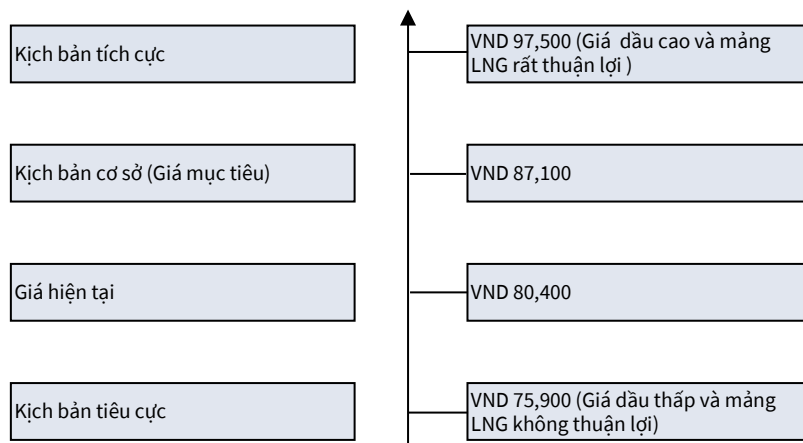 Kịch bản tích cực
VND 97,500 (Giá dầu cao và mảng
LNG rất thuận lợi )
Kịch bản cơ sở (Giá mục tiêu)
VND 87,100
Giá hiện tại
VND 80,400
Kịch bản tiêu cực
VND 75,900 (Giá dầu thấp và mảng
LNG không thuận lợi)